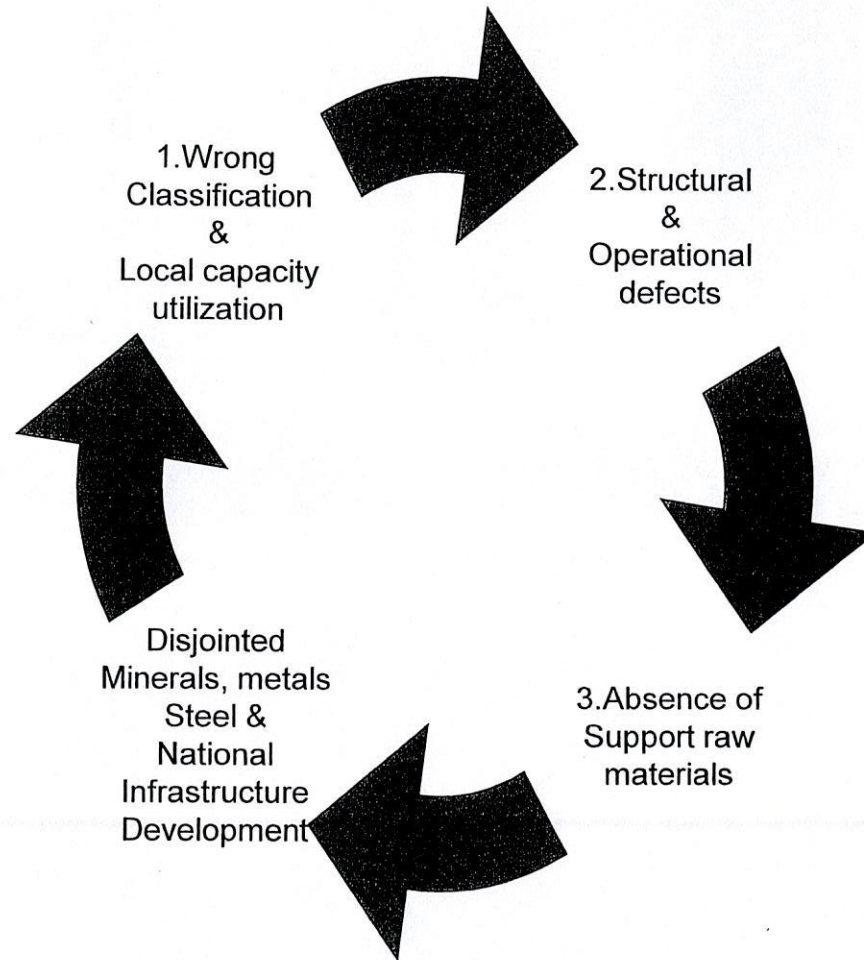 1.Wrong
Classification
&
Local capacity
utilization
2.Structural
&
Operational
defects
3.Absence of
Support raw
materials
Disjointed
Minerals, metals
Steel &
National
Infrastructure
Development